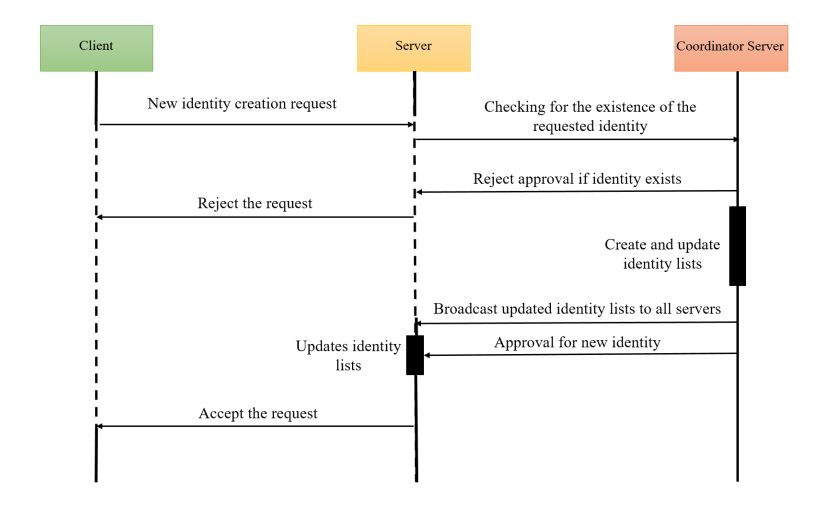 Client
Server
Coordinator Server
New identity creation request
Checking for the existence of the
requested identity
Reject approval if identity exists
Reject the request
Create and update
identity lists
Broadcast updated identity lists to all servers
Updates identity
lists
Approval for new identity
Accept the request